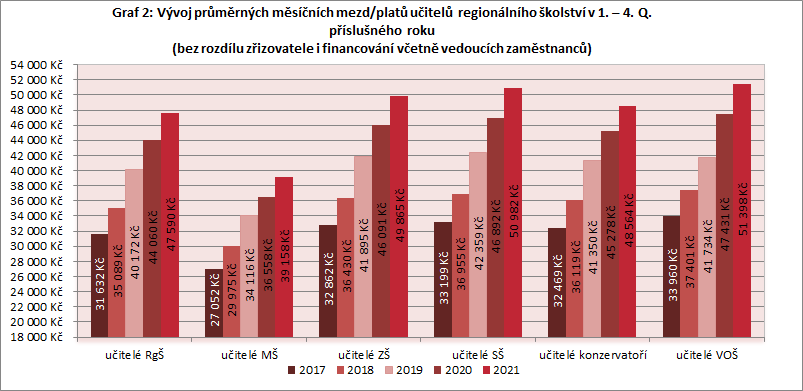 Graf 2: Vývoj průměrných měsíčních mezd/platů učitelů regionálního školství v 1. – 4. Q.
příslušného roku
(bez rozdílu zřizovatele i financování včetně vedoucích zaměstnanců)
54 000 Kč
52 000 Kč
50 000 Kč
48 000 Kč
46 000 Kč
44 000 Kč
42 000 Kč
40 000 Kč
38 000 Kč
36 000 Kč
34 000 Kč
32 000 Kč
30 000 Kč
28 000 Kč
26 000 Kč
24 000 Kč
22 000 Kč
20 000 Kč
18 000 Kč
31 632 Kč
35 089 Kč
40 172 Kč
44 060 Kč
47 590 Kč
27 052 Kč
29 975 Kč
34 116 Kč
36 558 Kč
39 158 Kč
32 862 Kč
36 430 Kč
41 895 Kč
46 091 Kč
49 865 Kč
33 199 Kč
36 955 Kč
42 359 Kč
46 892 Kč
50 982 Kč
32 469 Kč
36 119 Kč
41 350 Kč
45 278 Kč
48 564 Kč
33 960 Kč
37 401 Kč
41 734 Kč
47 431 Kč
51 398 Kč
učitelé RgŠ
učitelé MŠ
učitelé ZŠ
učitelé SŠ
učitelé konzervatoří
učitelé VOŠ
2017 2018 2019 2020 2021